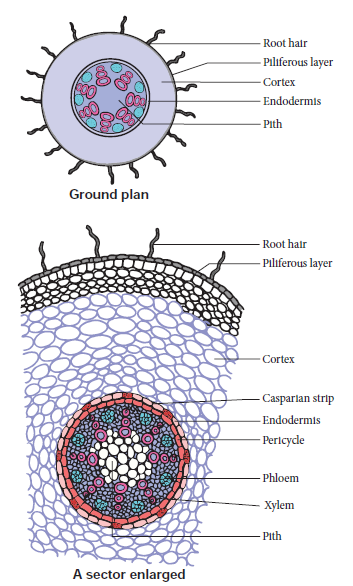 Root hair
Piliferous layer
Cortex
Endodermis
Pith
Ground plan
Root hair
Piliferous layer
Cortex
Casparian strip
Endodermis
Pericycle
Phloem
Xylem
Pith
A sector enlarged